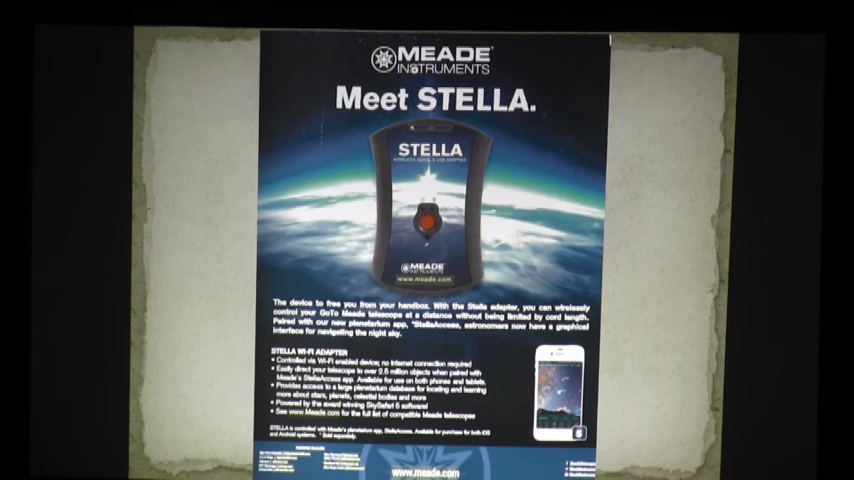 MEADE
INSTRUMENTS
Meet STELLA.
STELLA
WIRELESS SERIAL & USB ADAPTER
MEADE
INSTRUMENTS
www.meade.com
The device to free you from your handbox. With the Stella adapter, you can wirelessly
control your GoTo Meade telescope at a distance without being limited by cord length.
Paired with our new planetarium app, *StellaAccess, astronomers now have a graphical
interface for navigating the night sky.
STELLA WI-FI ADAPTER
• Controlled via Wi-Fi enabled device; no internet connection required
• Easily direct your telescope to over 2.5 million objects when paired with
Meade's StellaAccess app. Available for use on both phones and tablets.
• Provides access to a large planetarium database for locating and learning
more about stars, planets, celestial bodies and more
• Powered by the award winning SkySafari 5 software!
• See www.Meade.com for the full list of compatible Meade telescopes
STELLA is controlled with Meade's planetarium app, StellaAccess. Available for purchase for both iOS
and Android systems. * Sold separately.
www.meade.com